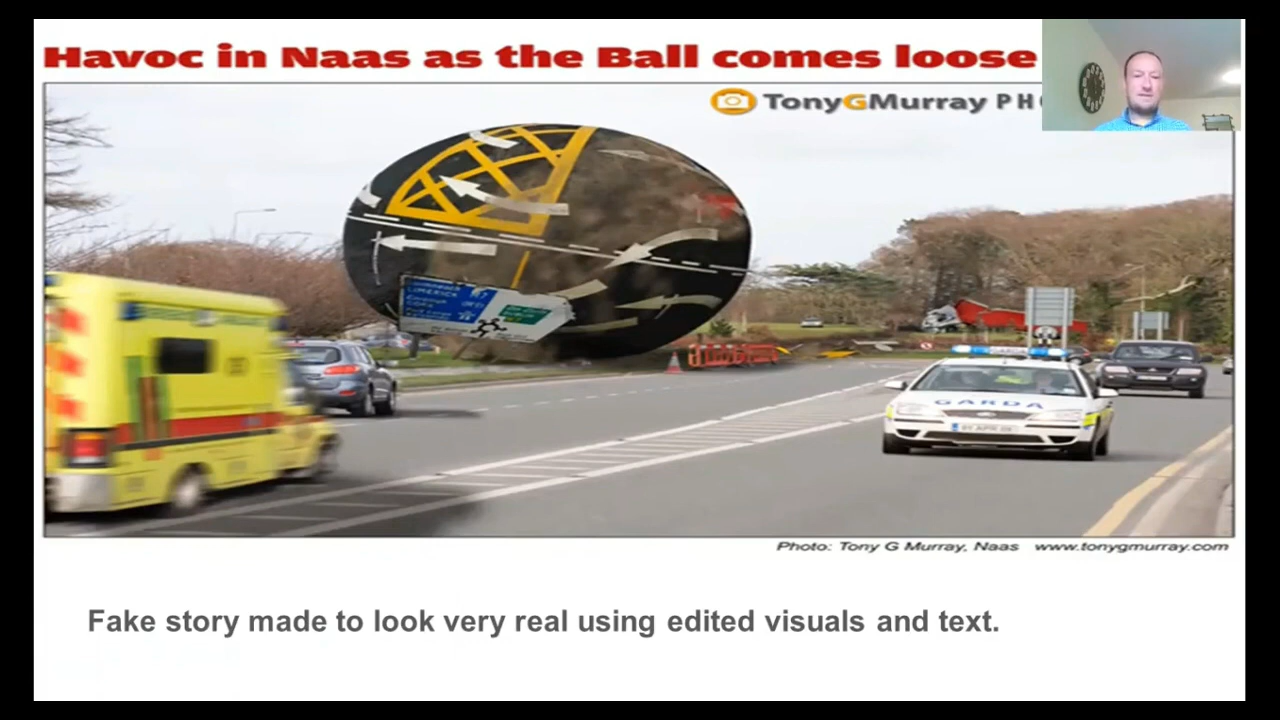 Havoc in Naas as the Ball comes loose
TonyGMurray PH
LIMERICK
GARDA
Photo: Tony G Murray, Naas www.tonygmurray.com
Fake story made to look very real using edited visuals and text.